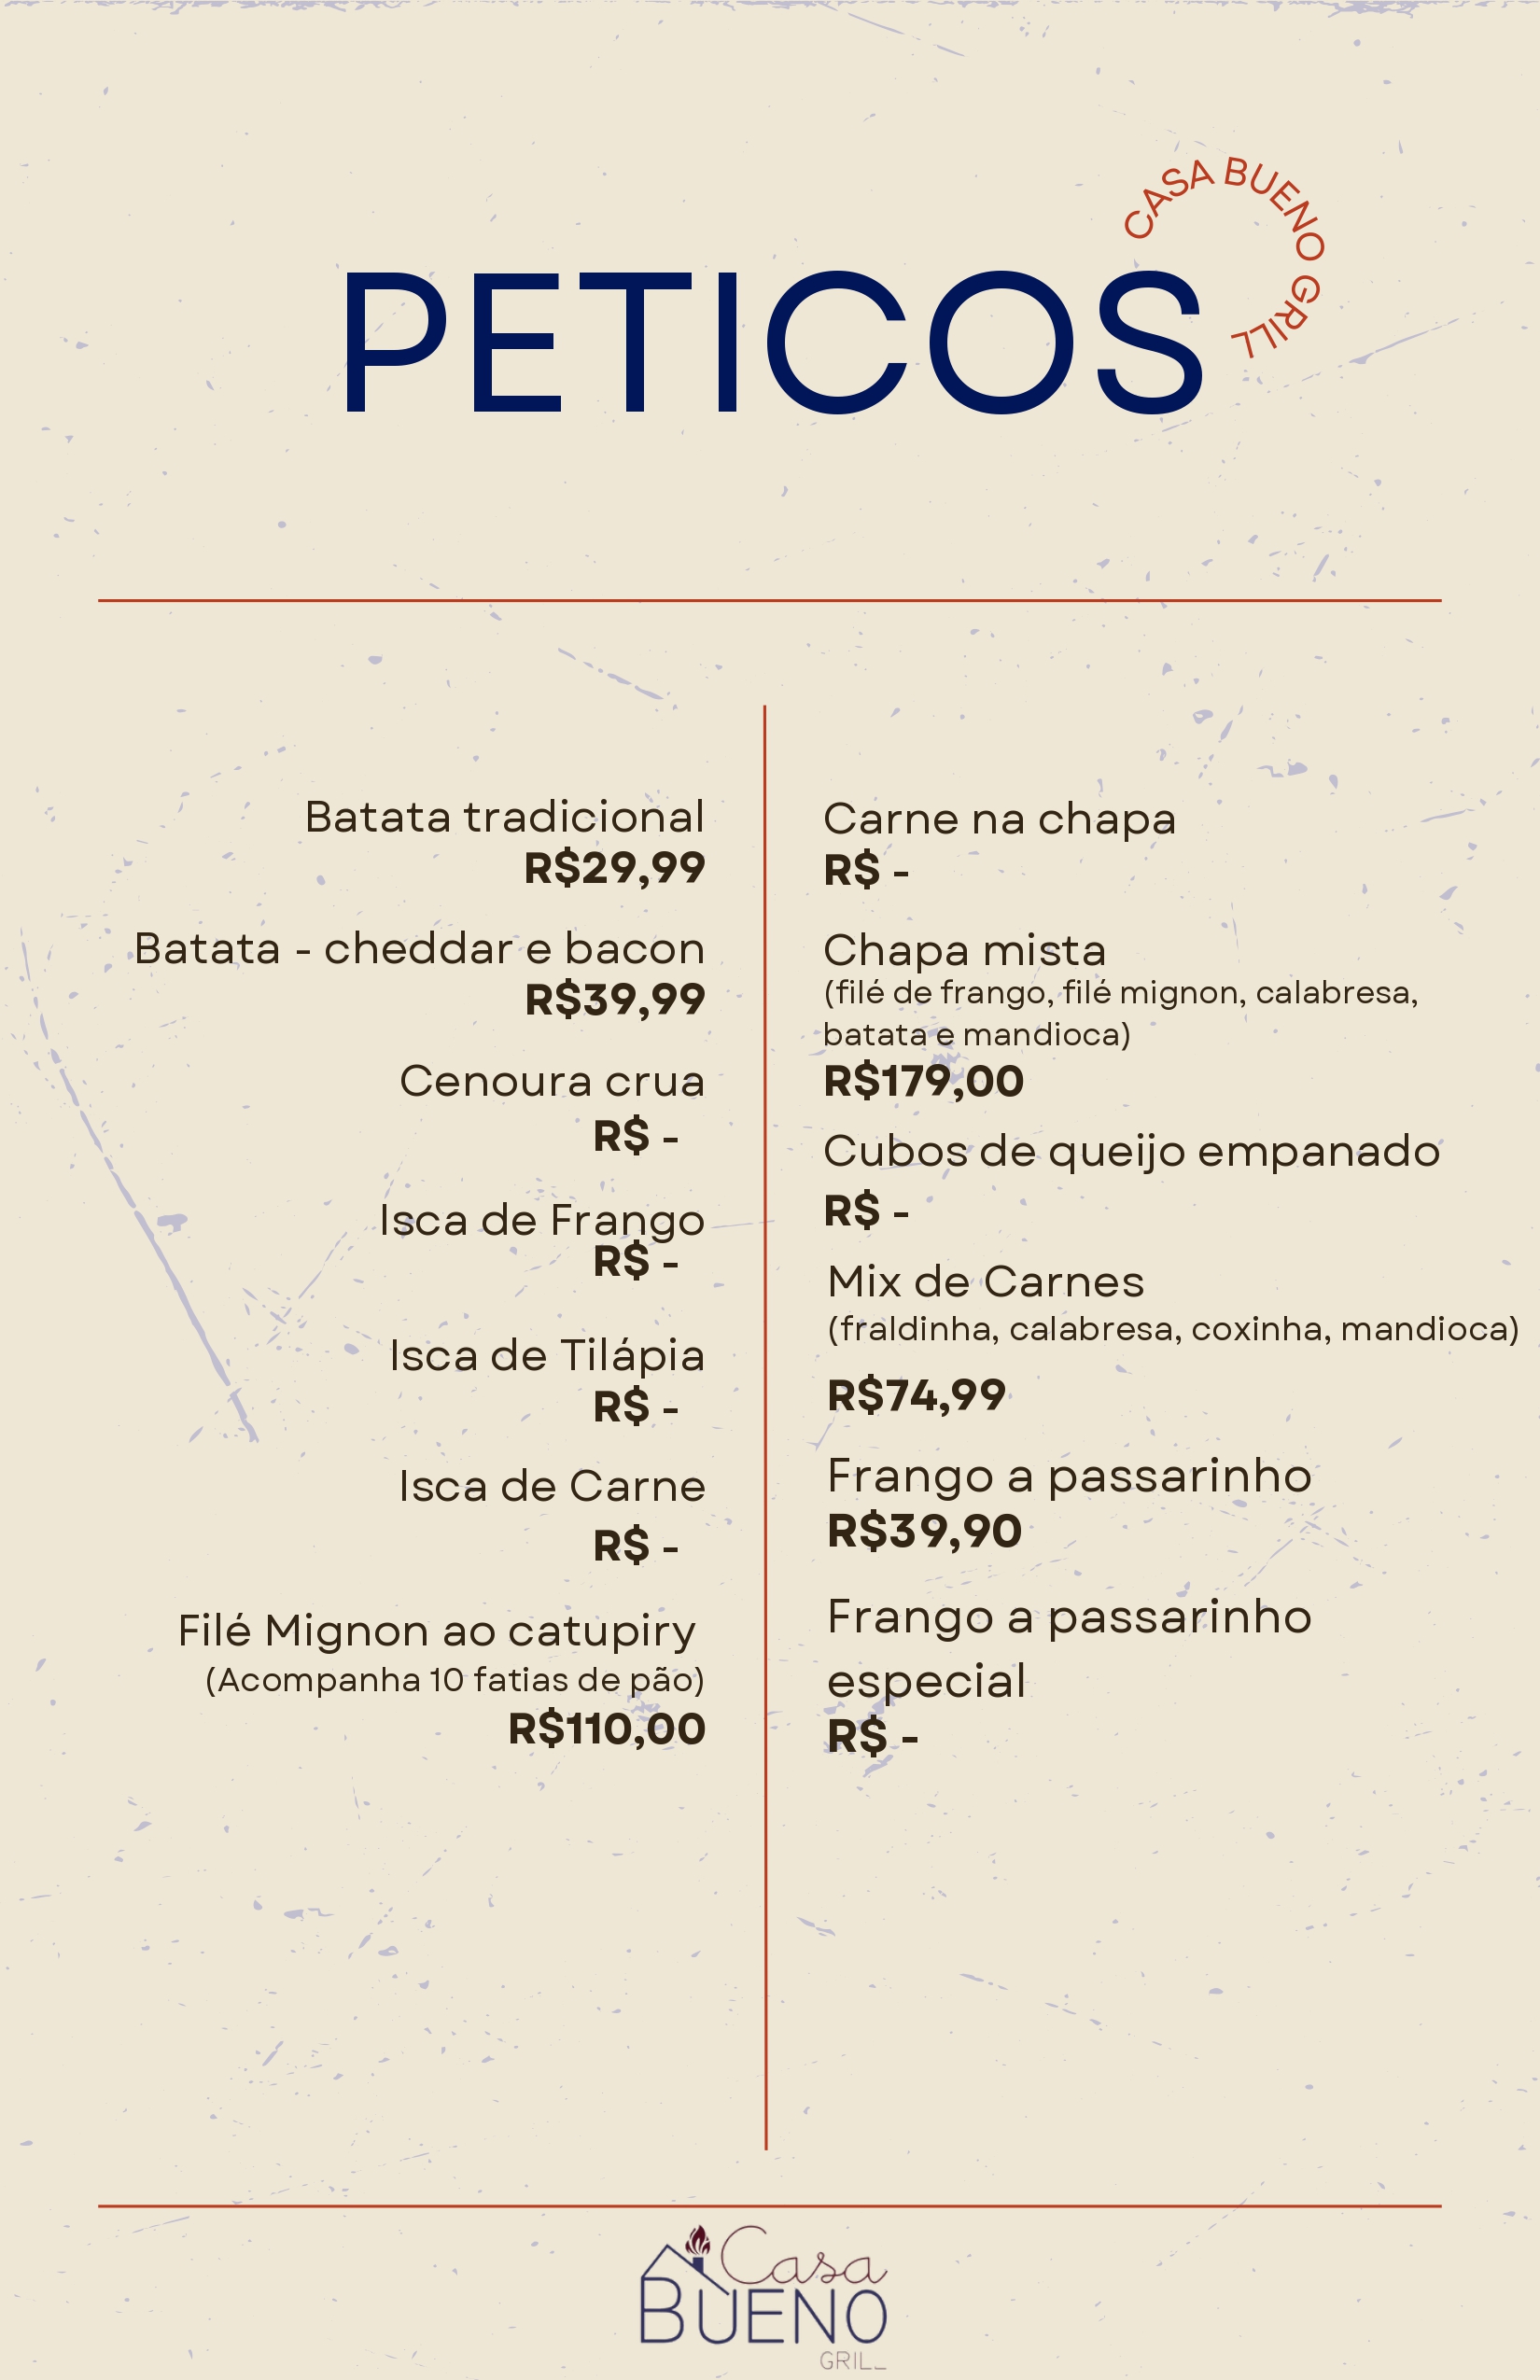 CASA BUENO GRILL
PETICOS
Batata tradicional
R$29,99
Batata - cheddar e bacon
R$39,99
Cenoura crua
R$ -
Isca de Frango
R$ -
Isca de Tilápia
R$ -
Isca de Carne
R$ -
Filé Mignon ao catupiry
(Acompanha 10 fatias de pão)
R$110,00
Carne na chapa
R$ -
Chapa mista
(filé de frango, filé mignon, calabresa,
batata e mandioca)
R$179,00
Cubos de queijo empanado
R$ -
Mix de Carnes
(fraldinha, calabresa, coxinha, mandioca)
R$74,99
Frango a passarinho
R$39,90
Frango a passarinho
especial
R$ -
Casa
BUENO
GRILL